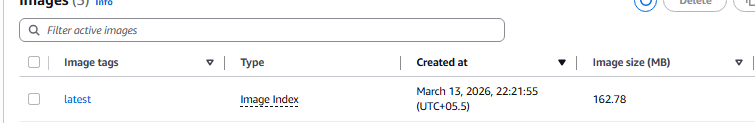 Images (3) Info
Delete
Filter active images
Image tags Type Created at Image size (MB)
latest Image Index March 13, 2026, 22:21:55 162.78
(UTC+05.5)